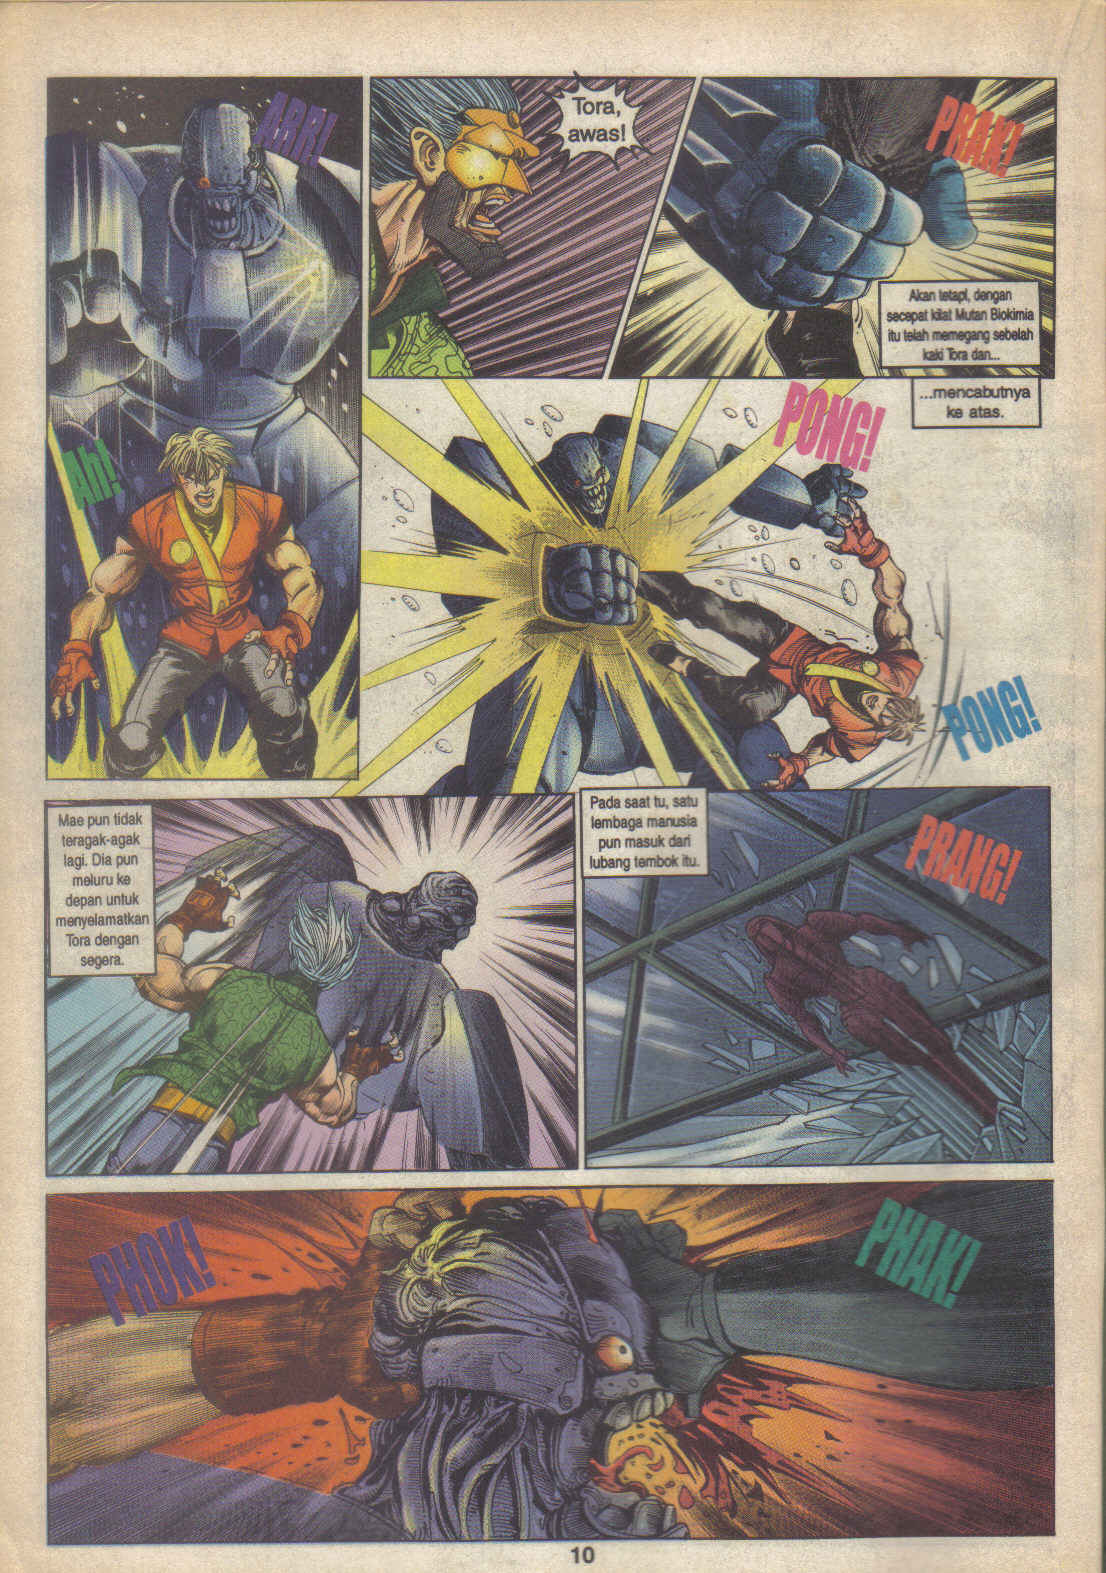 ARR!
Ah!
Tora,
awas!
PRAK!
Akan tetapi, dengan
secepat kilat Mutan Biokimia
itu telah memegang sebelah
kaki Tora dan...
...mencabutnya
ke atas.
PONG!
PONG!
Mae pun tidak
teragak-agak
lagi. Dia pun
meluru ke
depan untuk
menyelamatkan
Tora dengan
segera.
Pada saat tu, satu
lembaga manusia
pun masuk dari
lubang tembok itu.
PRANG!
PHOK!
PHAK!
10